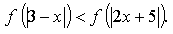 f(|3 − x|) < f(|2x + 5|).